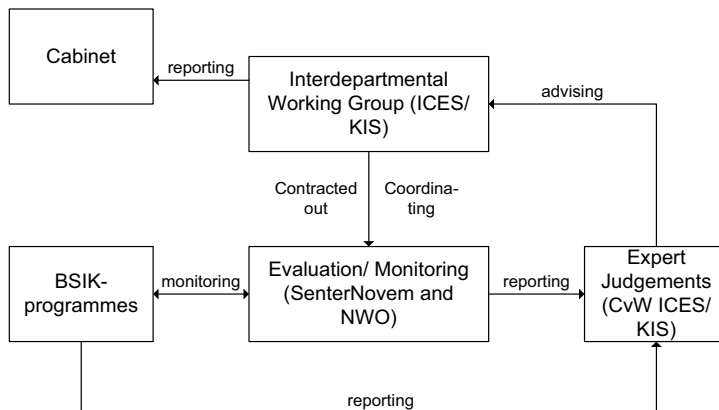 Cabinet
reporting
Interdepartmental
Working Group (ICES/
KIS)
advising
Contracted
out
Coordina-
ting
BSIK-
programmes
monitoring
Evaluation/ Monitoring
(SenterNovem and
NWO)
reporting
Expert
Judgements
(CvW ICES/
KIS)
reporting